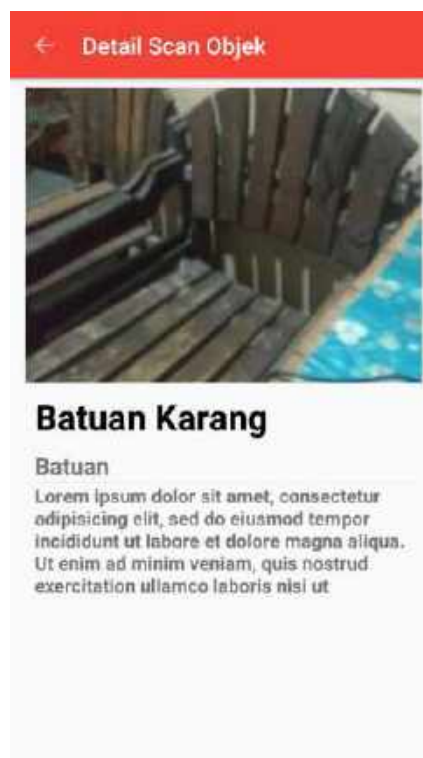 Detail Scan Objek
Batuan Karang
Batuan
Lorem ipsum dolor sit amet, consectetur
adipisicing elit, sed do eiusmod tempor
incididunt ut labore et dolore magna aliqua.
Ut enim ad minim veniam, quis nostrud
exercitation ullamco laboris nisi ut